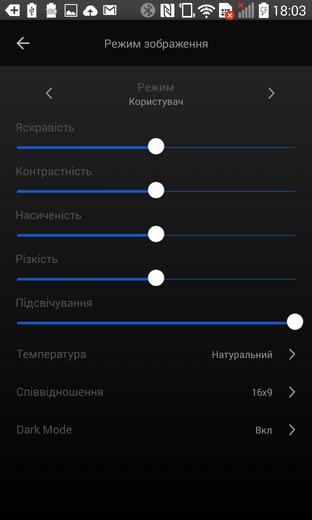 18:03
Режим зображення
Режим
Користувач
Яскравість
Контрастність
Насиченість
Різкість
Підсвічування
Температура Натуральний
Співвідношення 16x9
Dark Mode Вкл